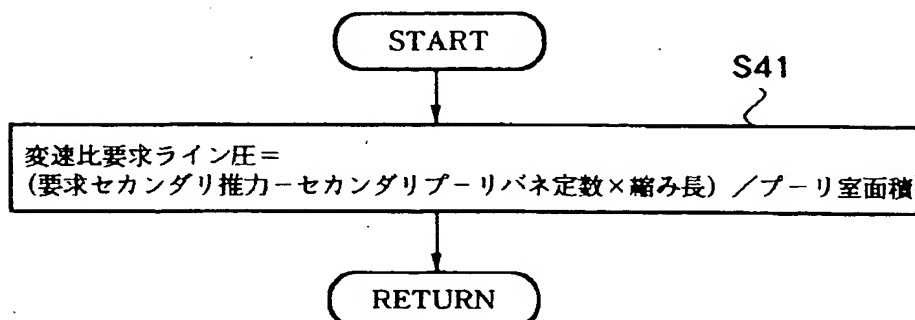 START
S41
変速比要求ライン圧＝
(要求セカンダリ推力－セカンダリプーリバネ定数×縮み長) ／プーリ室面積
RETURN